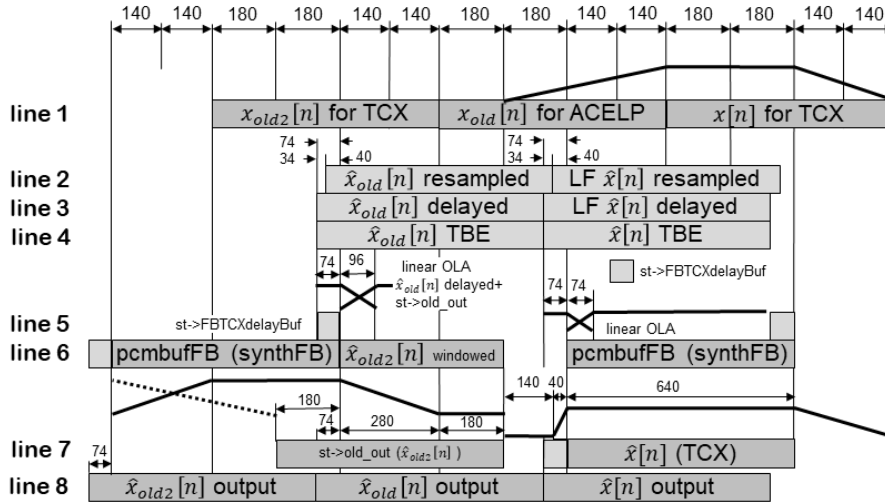 140 140 180 180 140 140 180 180 140 140 180 180 140 140
line 1 x_old2[n] for TCX x_old[n] for ACELP x[n] for TCX
74 74
34 40 34 40
line 2 x̂_old[n] resampled LF x̂[n] resampled
line 3 x̂_old[n] delayed LF x̂[n] delayed
line 4 x̂_old[n] TBE x̂[n] TBE
74 96 linear OLA 74 74 st->FBTCXdelayBuf
x̂_old[n] delayed+
st->old_out
line 5 st->FBTCXdelayBuf linear OLA
line 6 pcmbufFB (synthFB) x̂_old2[n] windowed pcmbufFB (synthFB)
180 140 40 640
74 280 180
line 7 74 st->old_out (x̂_old2[n] ) x̂[n] (TCX)
line 8 x̂_old2[n] output x̂_old[n] output x̂[n] output